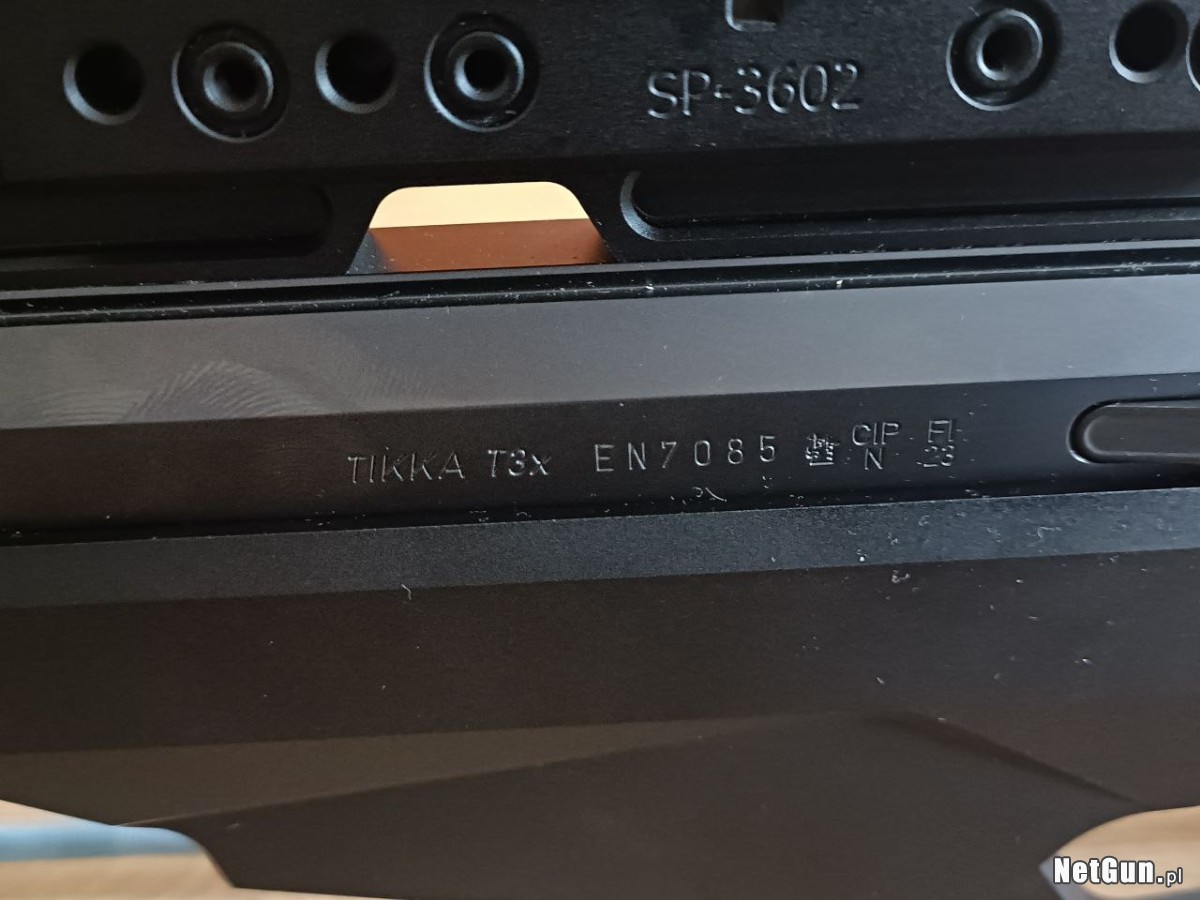 SP-3602
TIKKA T3x EN7085 CIP FI
N 23
NetGun.pl